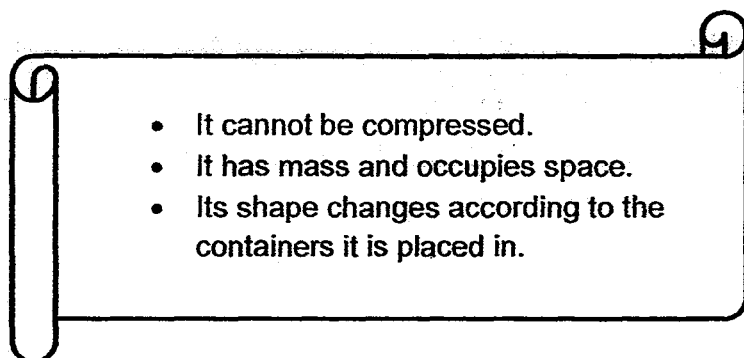 • It cannot be compressed.
• It has mass and occupies space.
• Its shape changes according to the
containers it is placed in.